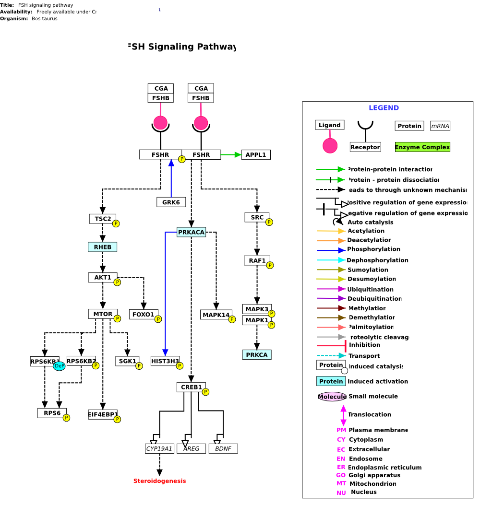 Title: FSH signaling pathway
Availability: Freely available under C
Organism: Bos taurus
FSH Signaling Pathway
CGA
FSHB
CGA
FSHB
FSHR
P
FSHR
APPL1
GRK6
TSC2
P
PRKACA
SRC
P
RHEB
RAF1
P
AKT1
P
MTOR
P
FOXO1
P
MAPK14
P
MAPK3
P
MAPK1
P
RPS6KB1
RPS6KB2
P
SGK1
P
HIST3H3
P
PRKCA
CREB1
P
RPS6
P
EIF4EBP1
P
CYP19A1
AREG
BDNF
Steroidogenesis
LEGEND
Ligand
Receptor
Protein
mRNA
Enzyme Complex
Protein-protein interaction
Protein - protein dissociation
Leads to through unknown mechanis
Positive regulation of gene expressio
Negative regulation of gene expressio
Auto catalysis
Acetylation
Deacetylation
Phosphorylation
Dephosphorylation
Sumoylation
Desumoylation
Ubiquitination
Deubiquitination
Methylation
Demethylation
Palmitoylation
Proteolytic cleavag
Inhibition
Transport
Protein
Induced catalysi
Protein
Induced activation
Molecule
Small molecule
Translocation
PM Plasma membrane
CY Cytoplasm
EC Extracellular
EN Endosome
ER Endoplasmic reticulum
GO Golgi apparatus
MT Mitochondrion
NU Nucleus